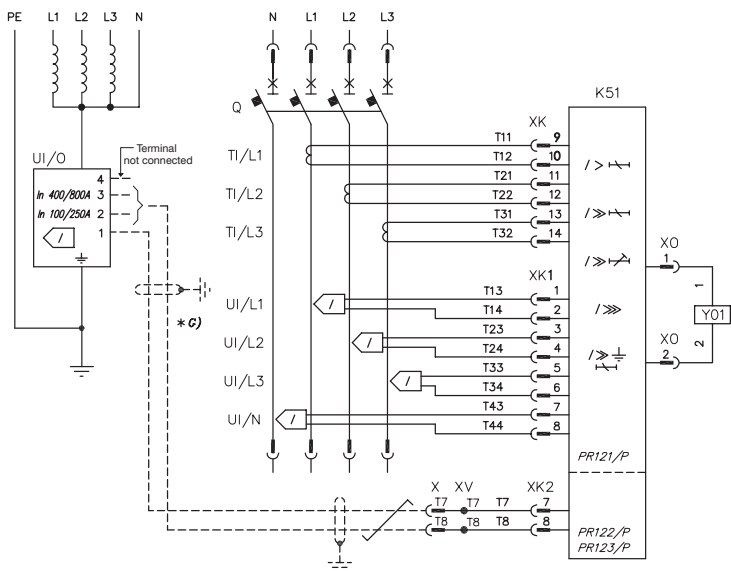 PE L1 L2 L3 N
N L1 L2 L3
Q
K51
XK
UI/O
Terminal
not connected
4
In 400/800A 3
In 100/250A 2
/ 1
TI/L1
T11 9
T12 10
TI/L2
T21 11
T22 12
TI/L3
T31 13
T32 14
XK1
UI/L1
/
T13 1
T14 2
UI/L2
/
T23 3
T24 4
UI/L3
/
T33 5
T34 6
UI/N
/
T43 7
T44 8
I >
I >>
I >>
I >>>
I >>
XO
1
1
YO1
2
XO
2
*G)
PR121/P
X XV XK2
T7 T7 T7 7
T8 T8 T8 8
PR122/P
PR123/P